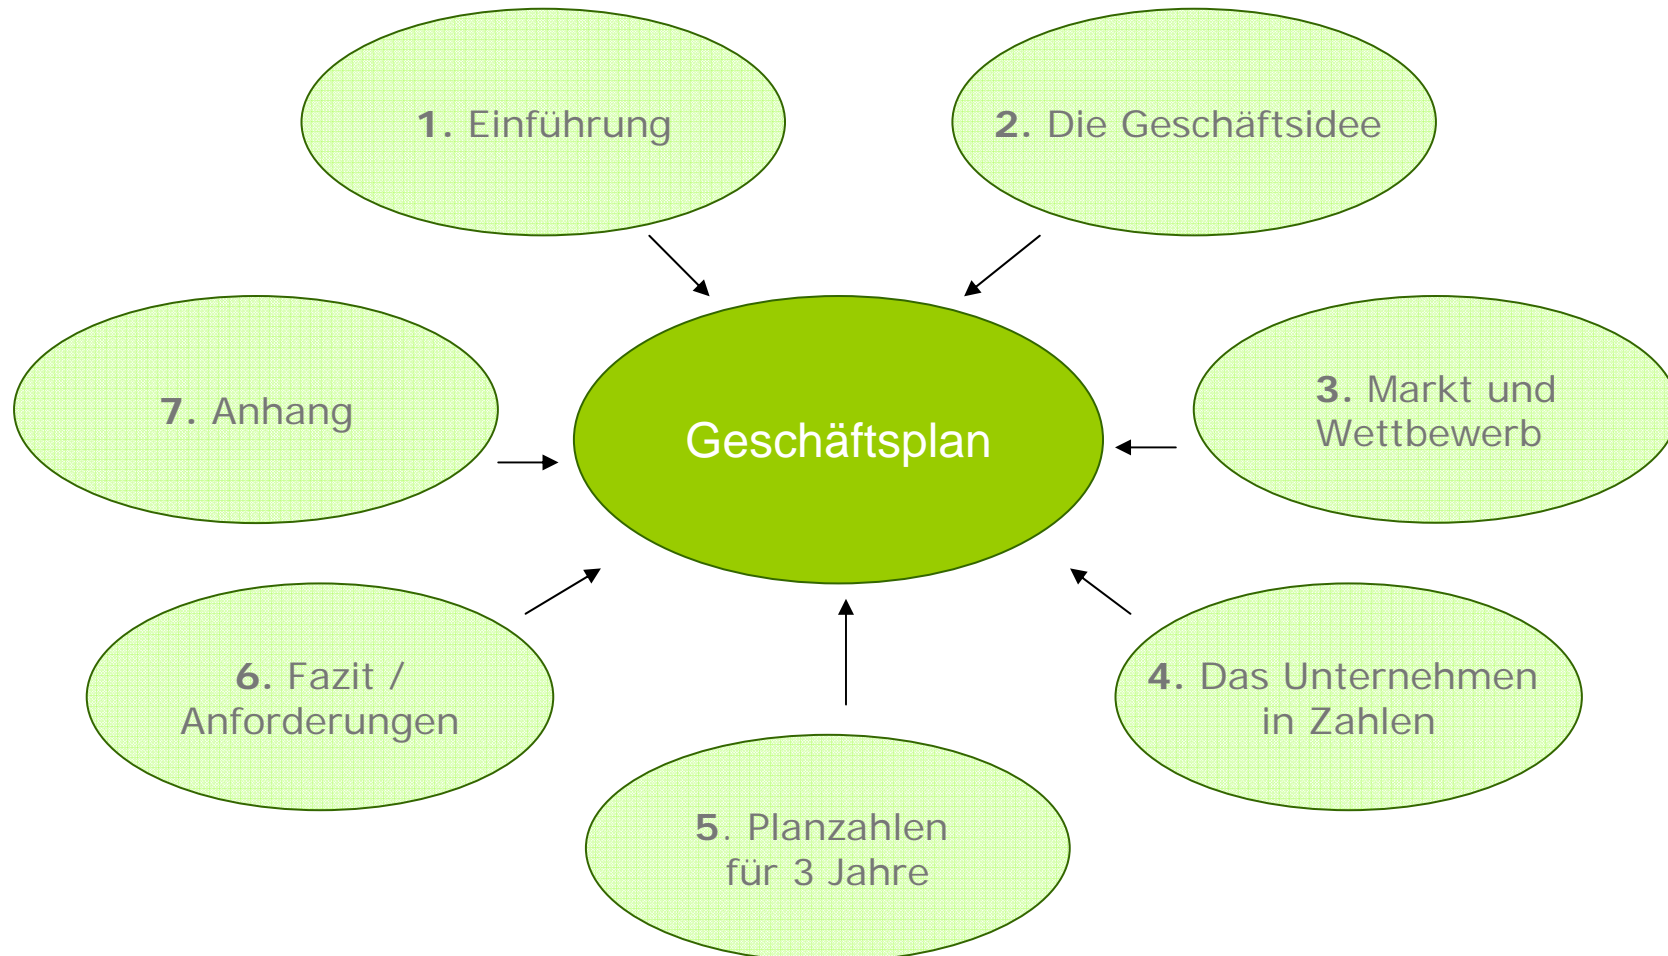 1. Einführung
2. Die Geschäftsidee
3. Markt und
Wettbewerb
4. Das Unternehmen
in Zahlen
5. Planzahlen
für 3 Jahre
6. Fazit /
Anforderungen
7. Anhang
Geschäftsplan